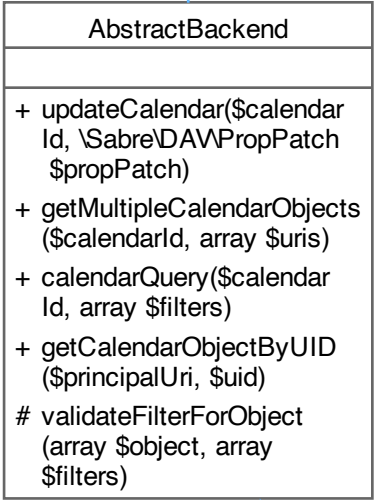 AbstractBackend
+ updateCalendar($calendar
Id, \Sabre\DAV\PropPatch
$propPatch)
+ getMultipleCalendarObjects
($calendarId, array $uris)
+ calendarQuery($calendar
Id, array $filters)
+ getCalendarObjectByUID
($principalUri, $uid)
# validateFilterForObject
(array $object, array
$filters)